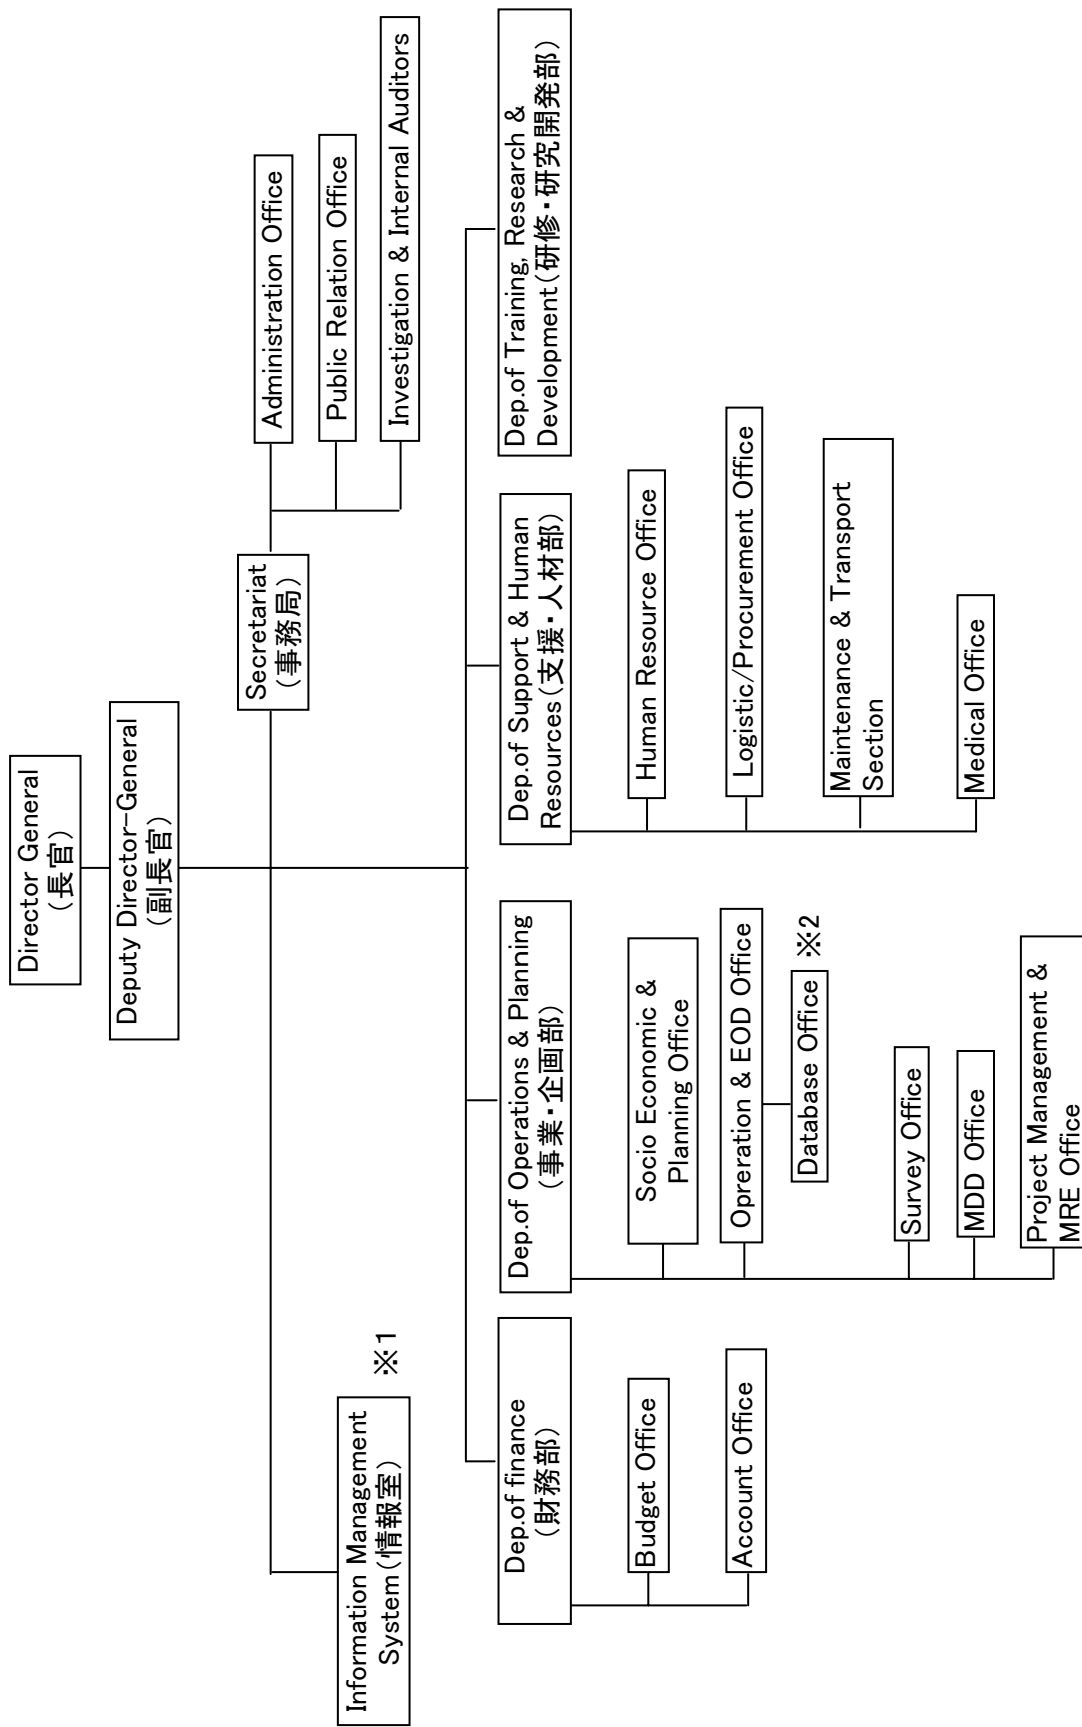 Director General
(長官)
Deputy Director-General
(副長官)
Secretariat
(事務局)
Administration Office
Public Relation Office
Investigation & Internal Auditors
Information Management
System(情報室)
※1
Dep.of finance
(財務部)
Budget Office
Account Office
Dep.of Operations & Planning
(事業・企画部)
Socio Economic &
Planning Office
Opreration & EOD Office
Database Office
※2
Survey Office
MDD Office
Project Management &
MRE Office
Dep.of Support & Human
Resources(支援・人材部)
Human Resource Office
Logistic/Procurement Office
Maintenance & Transport
Section
Medical Office
Dep.of Training, Research &
Development(研修・研究開発部)